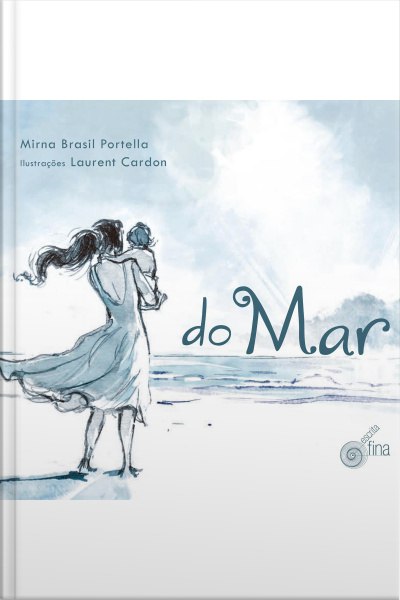 Mirna Brasil Portella
Ilustrações Laurent Cardon
do Mar
escrita
fina